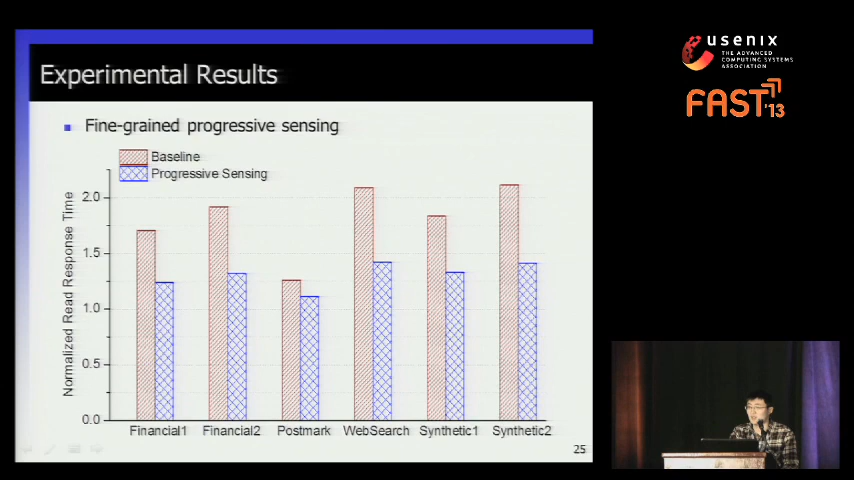 Experimental Results
Fine-grained progressive sensing
Baseline
Progressive Sensing
Normalized Read Response Time
2.0
1.5
1.0
0.5
0.0
Financial1 Financial2 Postmark WebSearch Synthetic1 Synthetic2
25
usenix
THE ADVANCED
COMPUTING SYSTEMS
ASSOCIATION
FAST'13